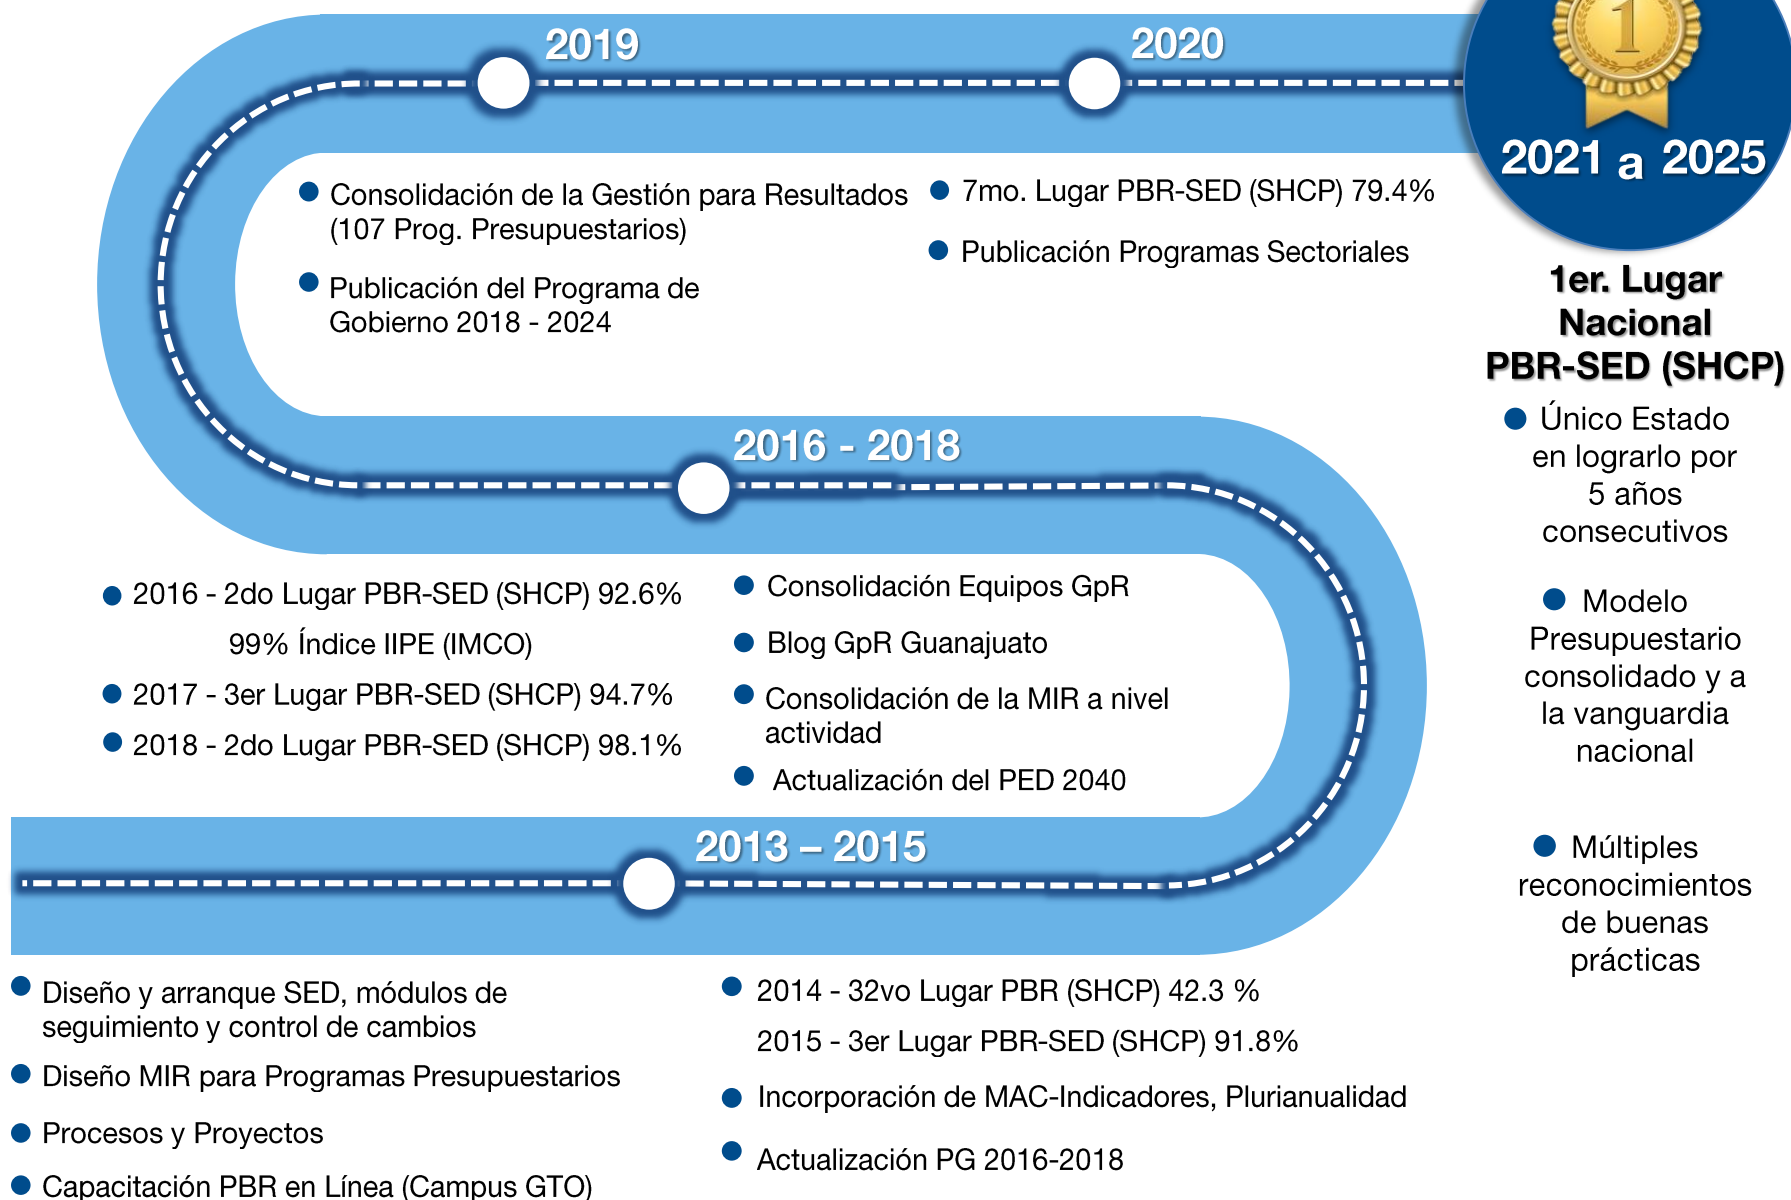 2019
2020
1
2021 a 2025
Consolidación de la Gestión para Resultados
(107 Prog. Presupuestarios)
Publicación del Programa de
Gobierno 2018 - 2024
7mo. Lugar PBR-SED (SHCP) 79.4%
Publicación Programas Sectoriales
1er. Lugar
Nacional
PBR-SED (SHCP)
Único Estado
en lograrlo por
5 años
consecutivos
Modelo
Presupuestario
consolidado y a
la vanguardia
nacional
Múltiples
reconocimientos
de buenas
prácticas
2016 - 2018
2016 - 2do Lugar PBR-SED (SHCP) 92.6%
99% Índice IIPE (IMCO)
2017 - 3er Lugar PBR-SED (SHCP) 94.7%
2018 - 2do Lugar PBR-SED (SHCP) 98.1%
Consolidación Equipos GpR
Blog GpR Guanajuato
Consolidación de la MIR a nivel
actividad
Actualización del PED 2040
2013 – 2015
Diseño y arranque SED, módulos de
seguimiento y control de cambios
Diseño MIR para Programas Presupuestarios
Procesos y Proyectos
Capacitación PBR en Línea (Campus GTO)
2014 - 32vo Lugar PBR (SHCP) 42.3 %
2015 - 3er Lugar PBR-SED (SHCP) 91.8%
Incorporación de MAC-Indicadores, Plurianualidad
Actualización PG 2016-2018